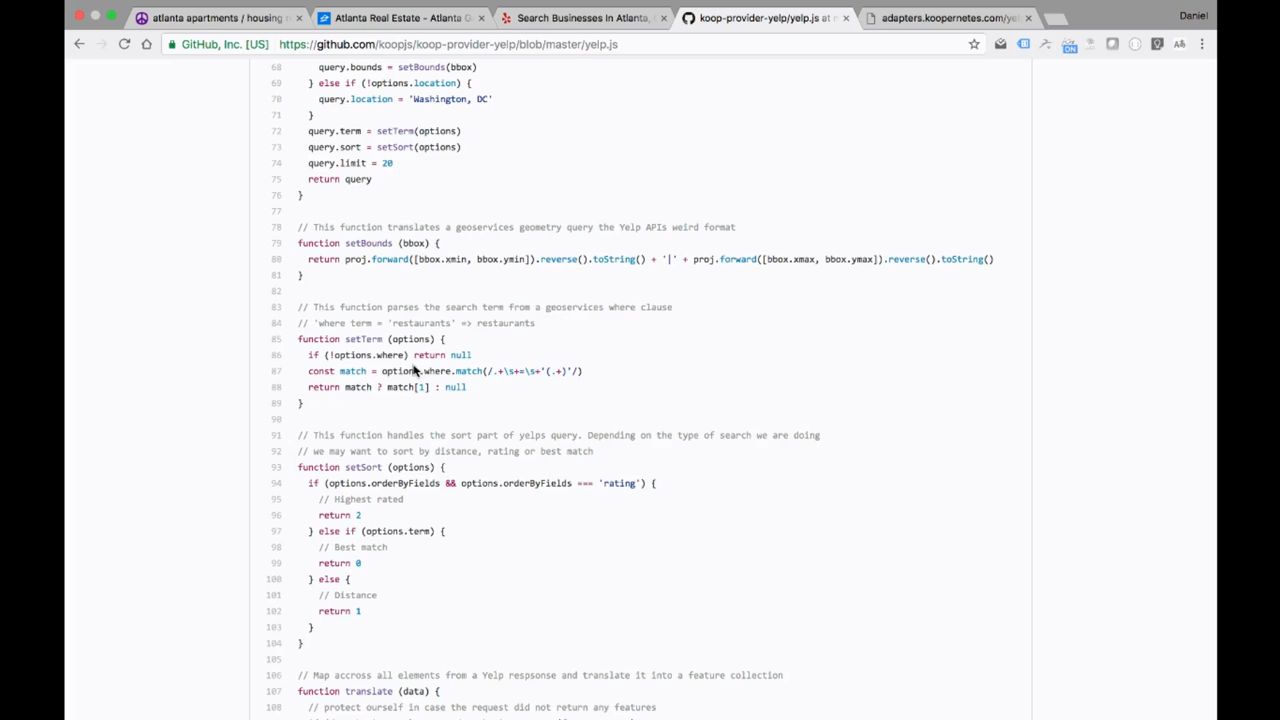 atlanta apartments / housing
Atlanta Real Estate - Atlanta G
Search Businesses In Atlanta,
koop-provider-yelp/yelp.js at
adapters.koopernetes.com/yel
Daniel
GitHub, Inc. [US] https://github.com/koopjs/koop-provider-yelp/blob/master/yelp.js
ON
68 query.bounds = setBounds(bbox)
69 } else if (!options.location) {
70 query.location = 'Washington, DC'
71 }
72 query.term = setTerm(options)
73 query.sort = setSort(options)
74 query.limit = 20
75 return query
76 }
77
78 // This function translates a geoservices geometry query the Yelp APIs weird format
79 function setBounds (bbox) {
80 return proj.forward([bbox.xmin, bbox.ymin]).reverse().toString() + '|' + proj.forward([bbox.xmax, bbox.ymax]).reverse().toString()
81 }
82
83 // This function parses the search term from a geoservices where clause
84 // 'where term = 'restaurants' => restaurants
85 function setTerm (options) {
86 if (!options.where) return null
87 const match = options.where.match(/.+\s+=\s+'(.+)'/)
88 return match ? match[1] : null
89 }
90
91 // This function handles the sort part of yelps query. Depending on the type of search we are doing
92 // we may want to sort by distance, rating or best match
93 function setSort (options) {
94 if (options.orderByFields && options.orderByFields === 'rating') {
95 // Highest rated
96 return 2
97 } else if (options.term) {
98 // Best match
99 return 0
100 } else {
101 // Distance
102 return 1
103 }
104 }
105
106 // Map accross all elements from a Yelp respsonse and translate it into a feature collection
107 function translate (data) {
108 // protect ourself in case the request did not return any features